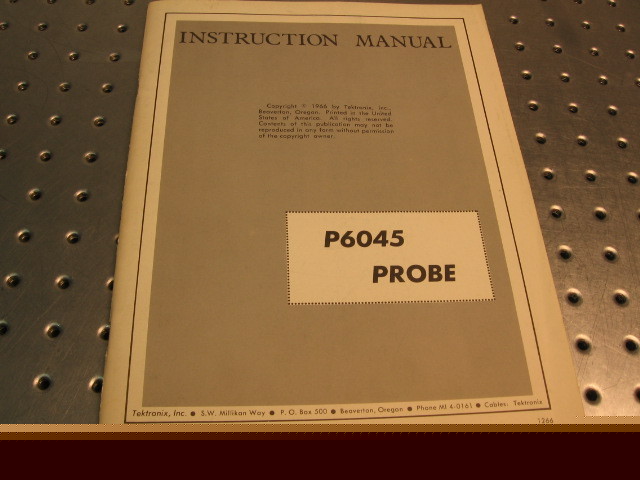 INSTRUCTION MANUAL
Copyright © 1966 by Tektronix, Inc.,
Beaverton, Oregon. Printed in the United
States of America. All rights reserved.
Contents of this publication may not be
reproduced in any form without permission
of the copyright owner.
P6045
PROBE
Tektronix, Inc. ● S.W. Millikan Way ● P. O. Box 500 ● Beaverton, Oregon ● Phone MI 4-0161 ● Cables: Tektronix
1266